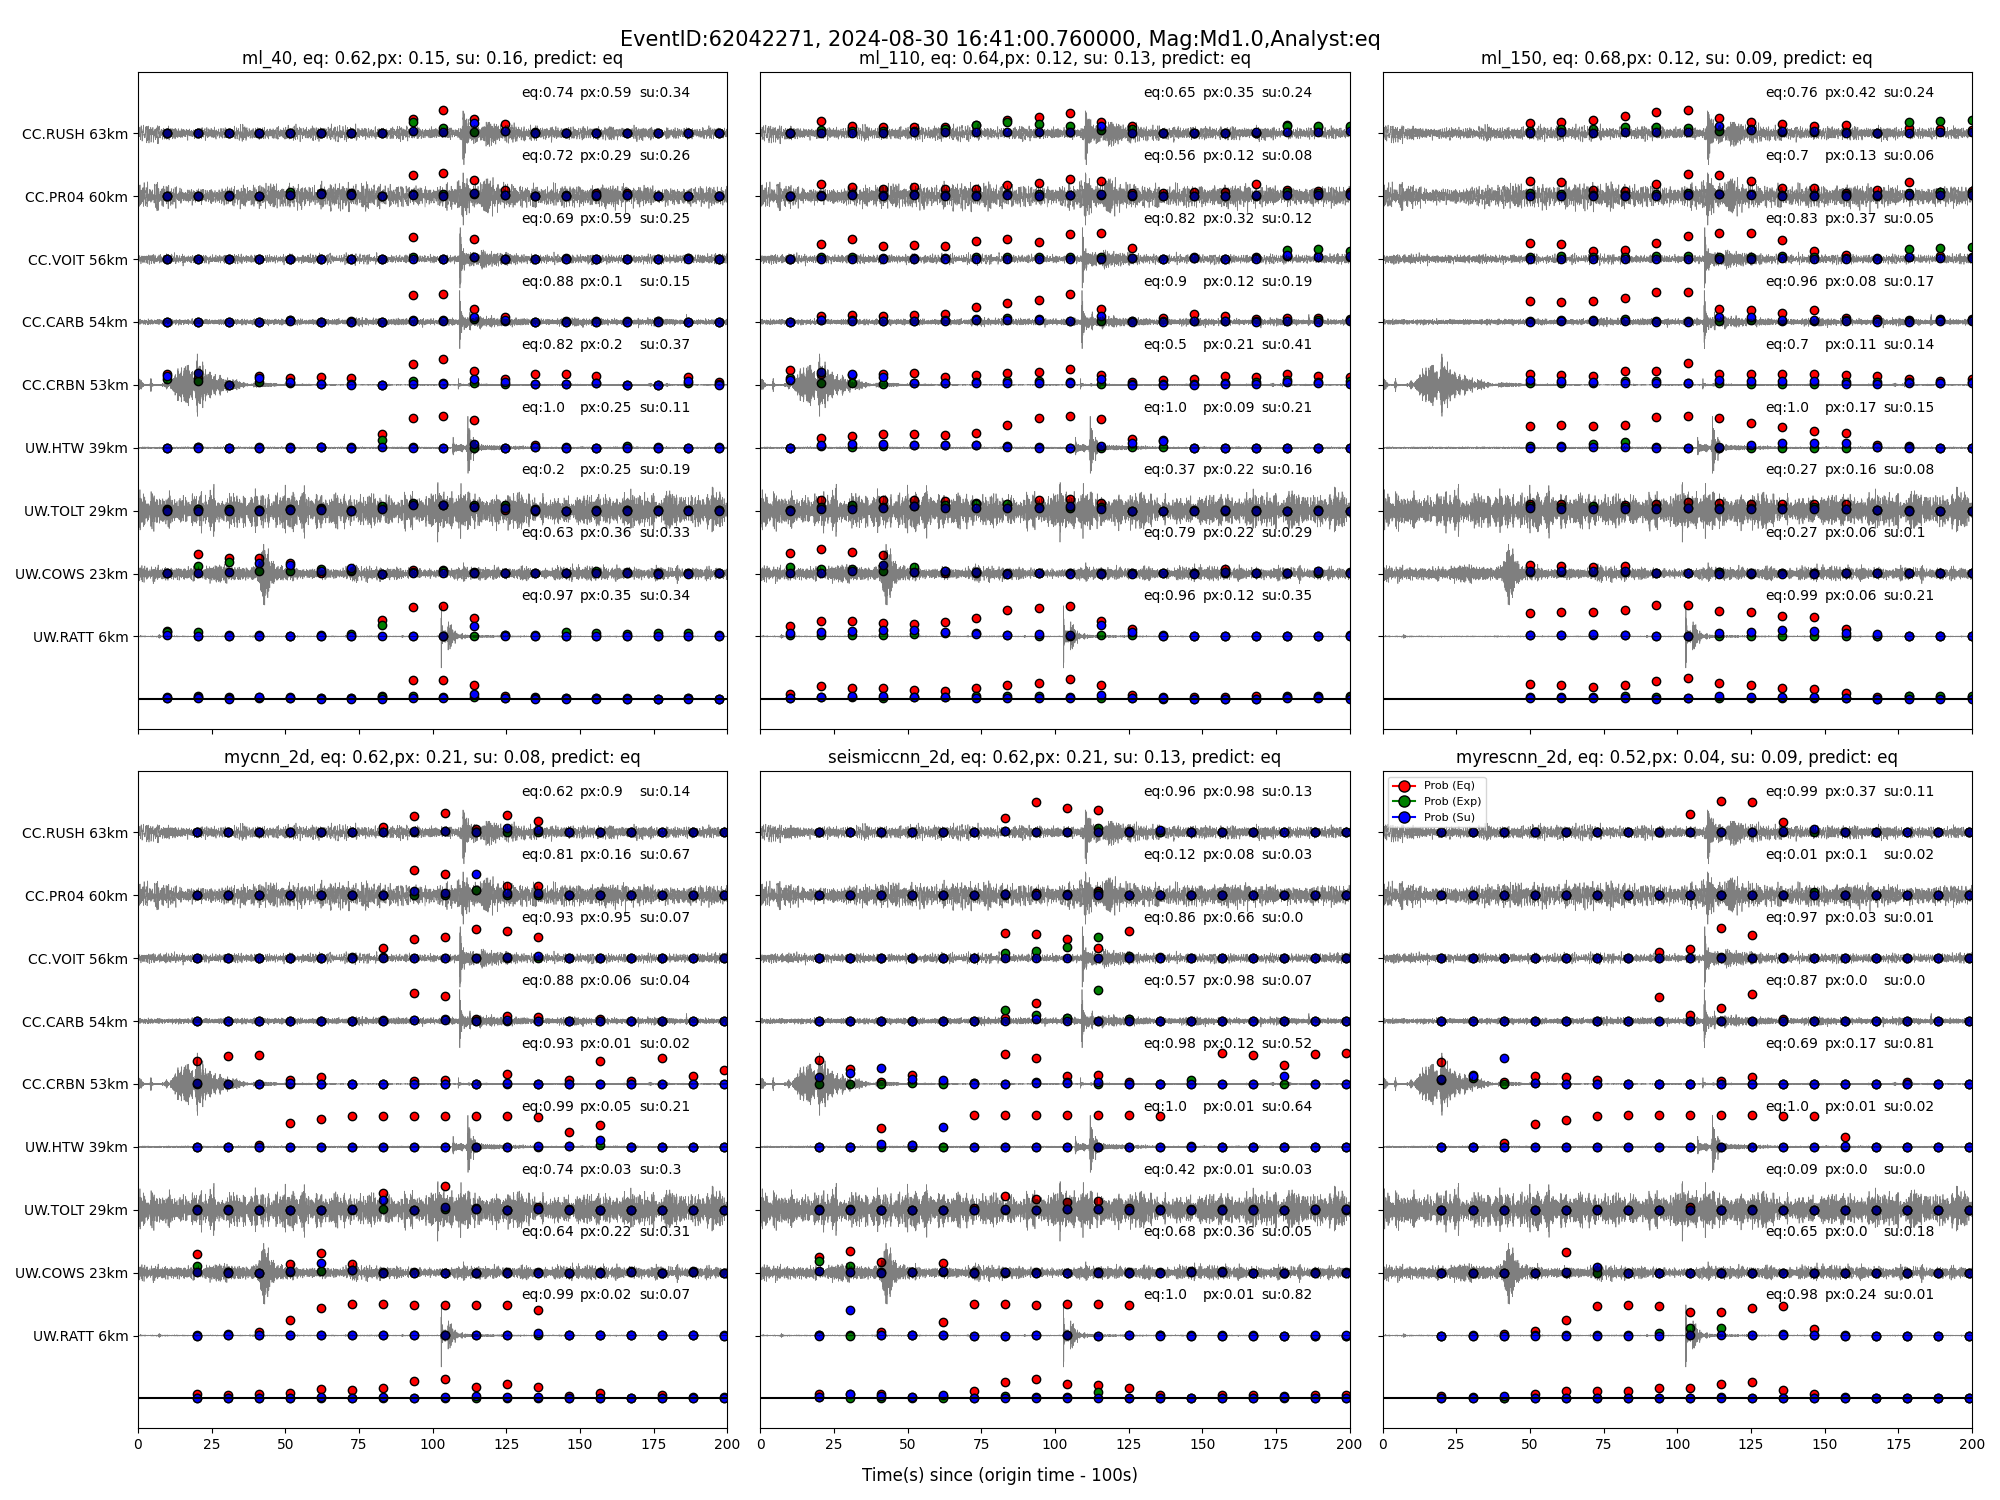 EventID:62042271, 2024-08-30 16:41:00.760000, Mag:Md1.0,Analyst:eq
ml_40, eq: 0.62,px: 0.15, su: 0.16, predict: eq
CC.RUSH 63km
eq:0.74 px:0.59 su:0.34
CC.PR04 60km
eq:0.72 px:0.29 su:0.26
CC.VOIT 56km
eq:0.69 px:0.59 su:0.25
CC.CARB 54km
eq:0.88 px:0.1 su:0.15
CC.CRBN 53km
eq:0.82 px:0.2 su:0.37
UW.HTW 39km
eq:1.0 px:0.25 su:0.11
UW.TOLT 29km
eq:0.2 px:0.25 su:0.19
UW.COWS 23km
eq:0.63 px:0.36 su:0.33
UW.RATT 6km
eq:0.97 px:0.35 su:0.34
ml_110, eq: 0.64,px: 0.12, su: 0.13, predict: eq
eq:0.65 px:0.35 su:0.24
eq:0.56 px:0.12 su:0.08
eq:0.82 px:0.32 su:0.12
eq:0.9 px:0.12 su:0.19
eq:0.5 px:0.21 su:0.41
eq:1.0 px:0.09 su:0.21
eq:0.37 px:0.22 su:0.16
eq:0.79 px:0.22 su:0.29
eq:0.96 px:0.12 su:0.35
ml_150, eq: 0.68,px: 0.12, su: 0.09, predict: eq
eq:0.76 px:0.42 su:0.24
eq:0.7 px:0.13 su:0.06
eq:0.83 px:0.37 su:0.05
eq:0.96 px:0.08 su:0.17
eq:0.7 px:0.11 su:0.14
eq:1.0 px:0.17 su:0.15
eq:0.27 px:0.16 su:0.08
eq:0.27 px:0.06 su:0.1
eq:0.99 px:0.06 su:0.21
mycnn_2d, eq: 0.62,px: 0.21, su: 0.08, predict: eq
CC.RUSH 63km
eq:0.62 px:0.9 su:0.14
CC.PR04 60km
eq:0.81 px:0.16 su:0.67
CC.VOIT 56km
eq:0.93 px:0.95 su:0.07
CC.CARB 54km
eq:0.88 px:0.06 su:0.04
CC.CRBN 53km
eq:0.93 px:0.01 su:0.02
UW.HTW 39km
eq:0.99 px:0.05 su:0.21
UW.TOLT 29km
eq:0.74 px:0.03 su:0.3
UW.COWS 23km
eq:0.64 px:0.22 su:0.31
UW.RATT 6km
eq:0.99 px:0.02 su:0.07
0 25 50 75 100 125 150 175 200
seismiccnn_2d, eq: 0.62,px: 0.21, su: 0.13, predict: eq
eq:0.96 px:0.98 su:0.13
eq:0.12 px:0.08 su:0.03
eq:0.86 px:0.66 su:0.0
eq:0.57 px:0.98 su:0.07
eq:0.98 px:0.12 su:0.52
eq:1.0 px:0.01 su:0.64
eq:0.42 px:0.01 su:0.03
eq:0.68 px:0.36 su:0.05
eq:1.0 px:0.01 su:0.82
0 25 50 75 100 125 150 175 200
myrescnn_2d, eq: 0.52,px: 0.04, su: 0.09, predict: eq
Prob (Eq)
Prob (Exp)
Prob (Su)
eq:0.99 px:0.37 su:0.11
eq:0.01 px:0.1 su:0.02
eq:0.97 px:0.03 su:0.01
eq:0.87 px:0.0 su:0.0
eq:0.69 px:0.17 su:0.81
eq:1.0 px:0.01 su:0.02
eq:0.09 px:0.0 su:0.0
eq:0.65 px:0.0 su:0.18
eq:0.98 px:0.24 su:0.01
0 25 50 75 100 125 150 175 200
Time(s) since (origin time - 100s)